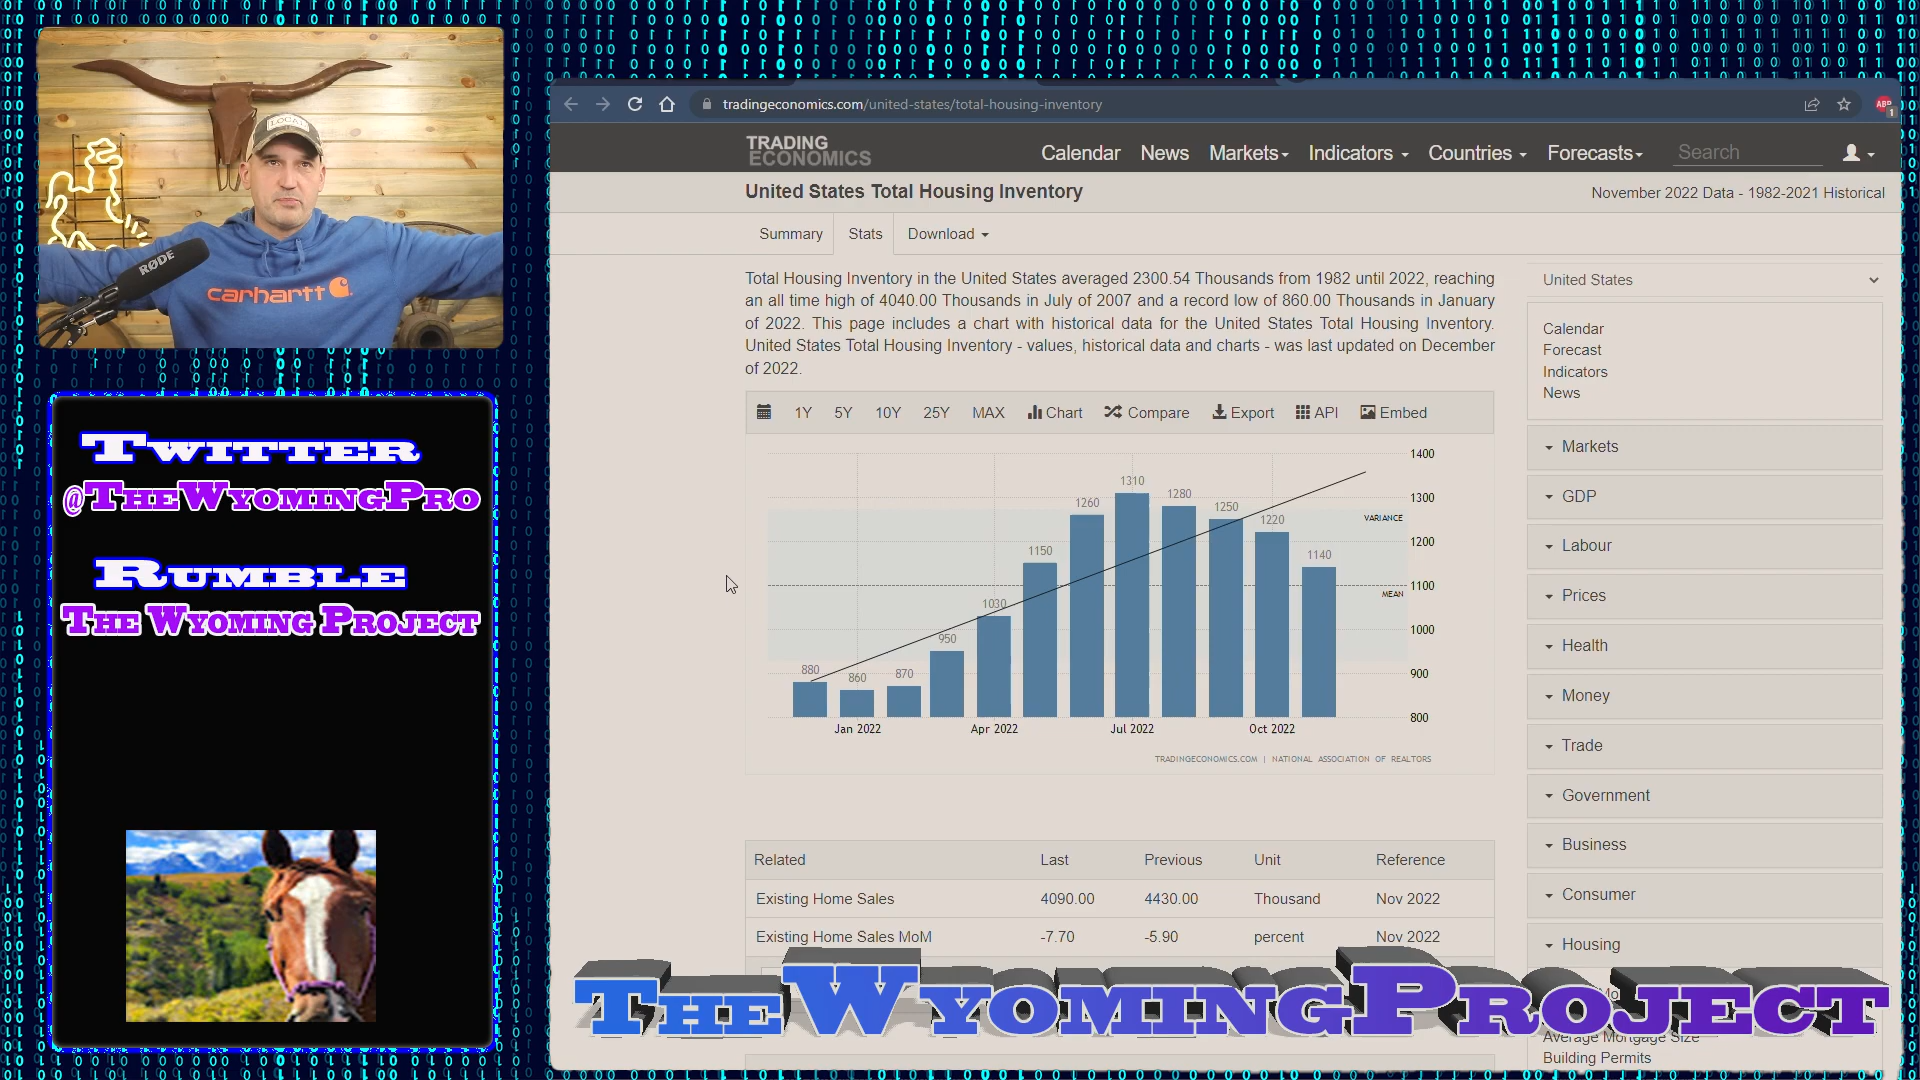 LOCALS
RØDE
carhartt
Twitter
@TheWyomingPro
Rumble
The Wyoming Project
tradingeconomics.com/united-states/total-housing-inventory
ABP
1
TRADING
ECONOMICS
Calendar News Markets Indicators Countries Forecasts Search
United States Total Housing Inventory
November 2022 Data - 1982-2021 Historical
Summary Stats Download
Total Housing Inventory in the United States averaged 2300.54 Thousands from 1982 until 2022, reaching
an all time high of 4040.00 Thousands in July of 2007 and a record low of 860.00 Thousands in January
of 2022. This page includes a chart with historical data for the United States Total Housing Inventory.
United States Total Housing Inventory - values, historical data and charts - was last updated on December
of 2022.
1Y 5Y 10Y 25Y MAX Chart Compare Export API Embed
1400
1300
1200
1100
1000
900
800
VARIANCE
MEAN
880 860 870 950 1030 1150 1260 1310 1280 1250 1220 1140
Jan 2022 Apr 2022 Jul 2022 Oct 2022
TRADINGECONOMICS.COM | NATIONAL ASSOCIATION OF REALTORS
Related Last Previous Unit Reference
Existing Home Sales 4090.00 4430.00 Thousand Nov 2022
Existing Home Sales MoM -7.70 -5.90 percent Nov 2022
United States
Calendar
Forecast
Indicators
News
Markets
GDP
Labour
Prices
Health
Money
Trade
Government
Business
Consumer
Housing
Average Mortgage Size
Building Permits
TheWyomingProject